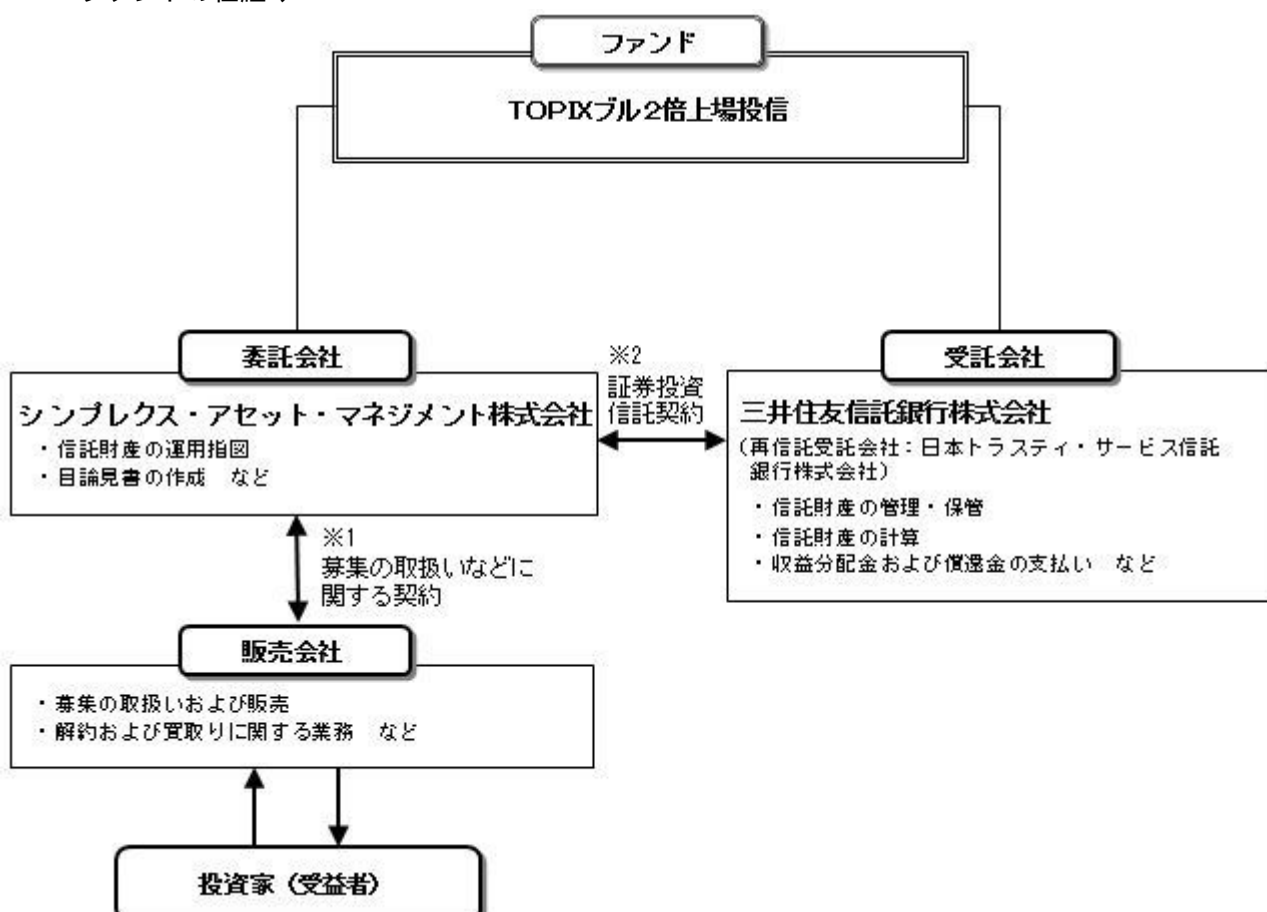 ファンド
TOPIXブル2倍上場投信
委託会社
シンプレクス・アセット・マネジメント株式会社
・信託財産の運用指図
・目論見書の作成 など
※2
証券投資
信託契約
受託会社
三井住友信託銀行株式会社
(再信託受託会社:日本トラスティ・サービス信託
銀行株式会社)
・信託財産の管理・保管
・信託財産の計算
・収益分配金および償還金の支払い など
※1
募集の取扱いなどに
関する契約
販売会社
・募集の取扱いおよび販売
・解約および買取りに関する業務 など
投資家(受益者)